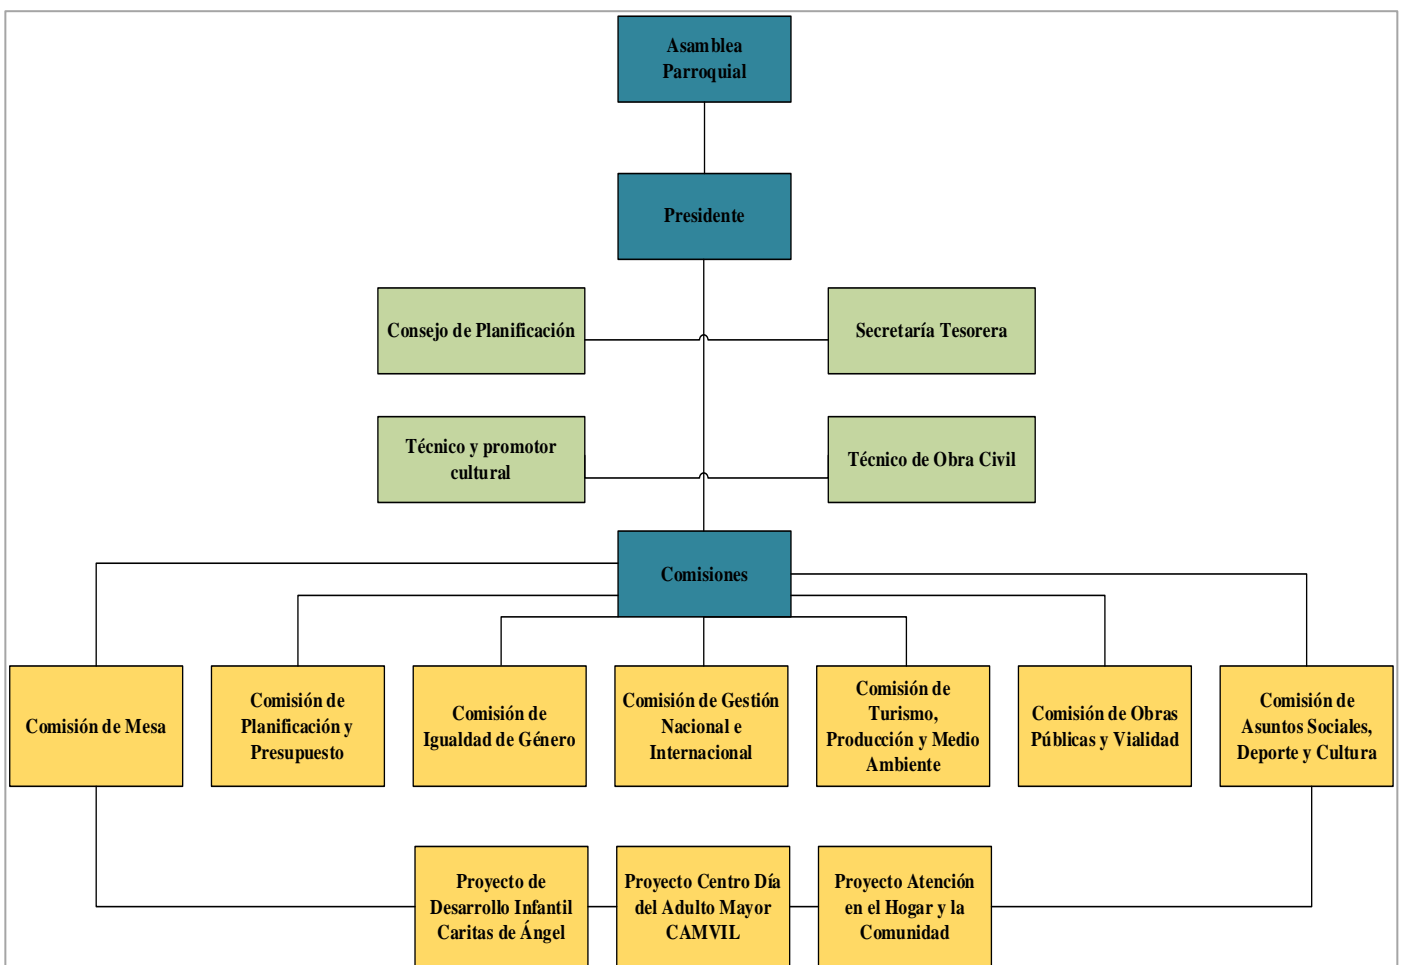 Asamblea
Parroquial
Presidente
Consejo de Planificación
Secretaría Tesorera
Técnico y promotor
cultural
Técnico de Obra Civil
Comisiones
Comisión de Mesa
Comisión de
Planificación y
Presupuesto
Comisión de
Igualdad de Género
Comisión de Gestión
Nacional e
Internacional
Comisión de
Turismo,
Producción y Medio
Ambiente
Comisión de Obras
Públicas y Vialidad
Comisión de
Asuntos Sociales,
Deporte y Cultura
Proyecto de
Desarrollo Infantil
Caritas de Ángel
Proyecto Centro Día
del Adulto Mayor
CAMVIL
Proyecto Atención
en el Hogar y la
Comunidad